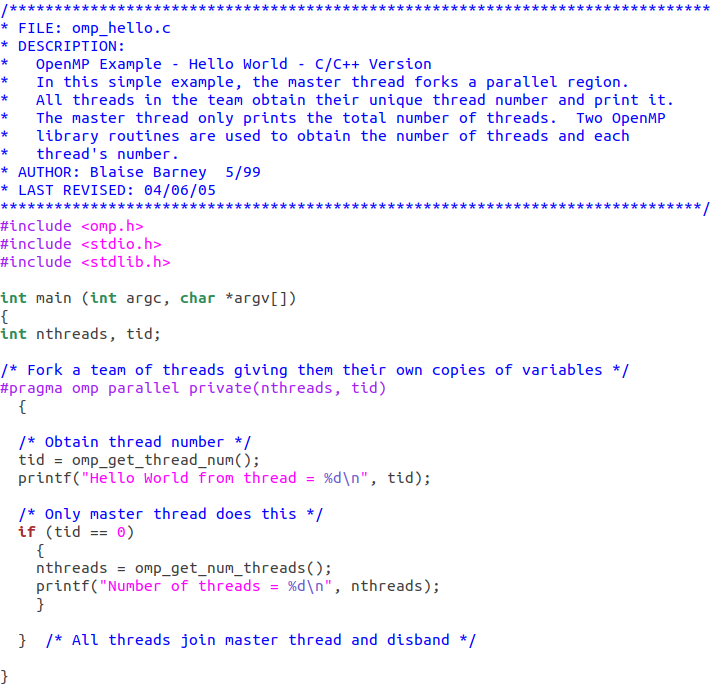 /******************************************************************************
* FILE: omp_hello.c
* DESCRIPTION:
*   OpenMP Example - Hello World - C/C++ Version
*   In this simple example, the master thread forks a parallel region.
*   All threads in the team obtain their unique thread number and print it.
*   The master thread only prints the total number of threads.  Two OpenMP
*   library routines are used to obtain the number of threads and each
*   thread's number.
* AUTHOR: Blaise Barney  5/99
* LAST REVISED: 04/06/05
******************************************************************************/
#include <omp.h>
#include <stdio.h>
#include <stdlib.h>

int main (int argc, char *argv[])
{
int nthreads, tid;

/* Fork a team of threads giving them their own copies of variables */
#pragma omp parallel private(nthreads, tid)
  {

  /* Obtain thread number */
  tid = omp_get_thread_num();
  printf("Hello World from thread = %d\n", tid);

  /* Only master thread does this */
  if (tid == 0)
    {
    nthreads = omp_get_num_threads();
    printf("Number of threads = %d\n", nthreads);
    }

  }  /* All threads join master thread and disband */

}